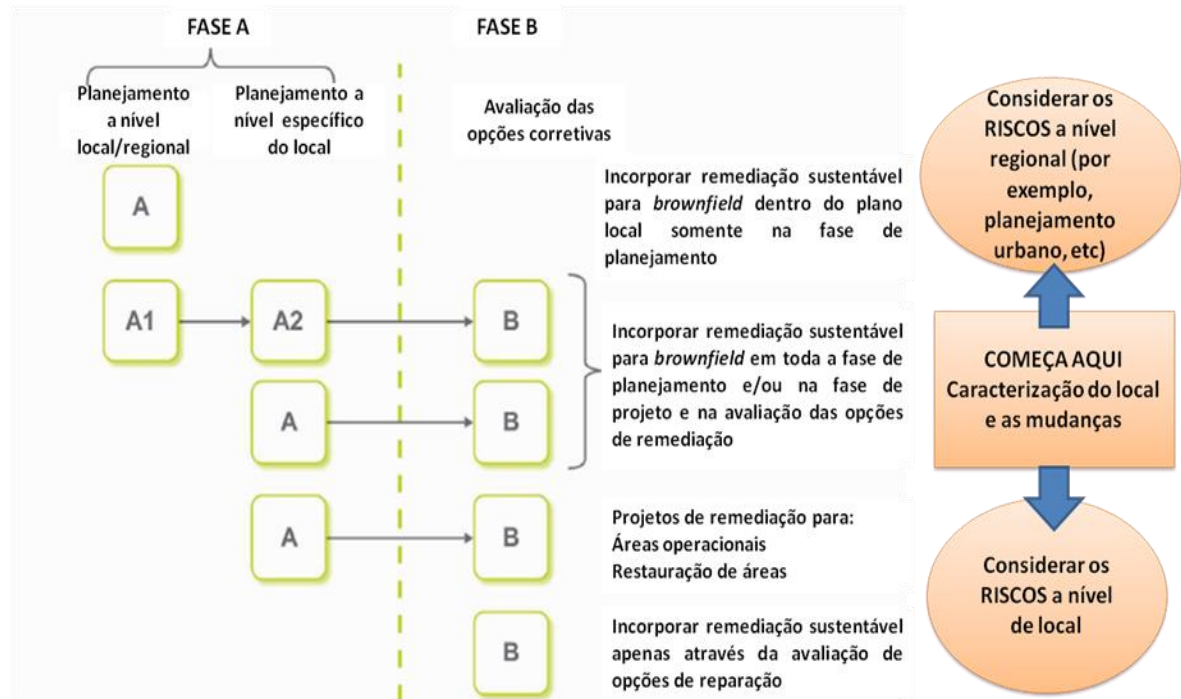 FASE A
FASE B
Planejamento
a nível
local/regional
Planejamento a
nível específico
do local
Avaliação das
opções corretivas
A
Incorporar remediação sustentável
para brownfield dentro do plano
local somente na fase de
planejamento
A1
A2
B
A
B
Incorporar remediação sustentável
para brownfield em toda a fase de
planejamento e/ou na fase de
projeto e na avaliação das opções
de remediação
A
B
Projetos de remediação para:
Áreas operacionais
Restauração de áreas
B
Incorporar remediação sustentável
apenas através da avaliação de
opções de reparação
Considerar os
RISCOS a nível
regional (por
exemplo,
planejamento
urbano, etc)
COMEÇA AQUI
Caracterização do local
e as mudanças
Considerar os
RISCOS a nível
de local